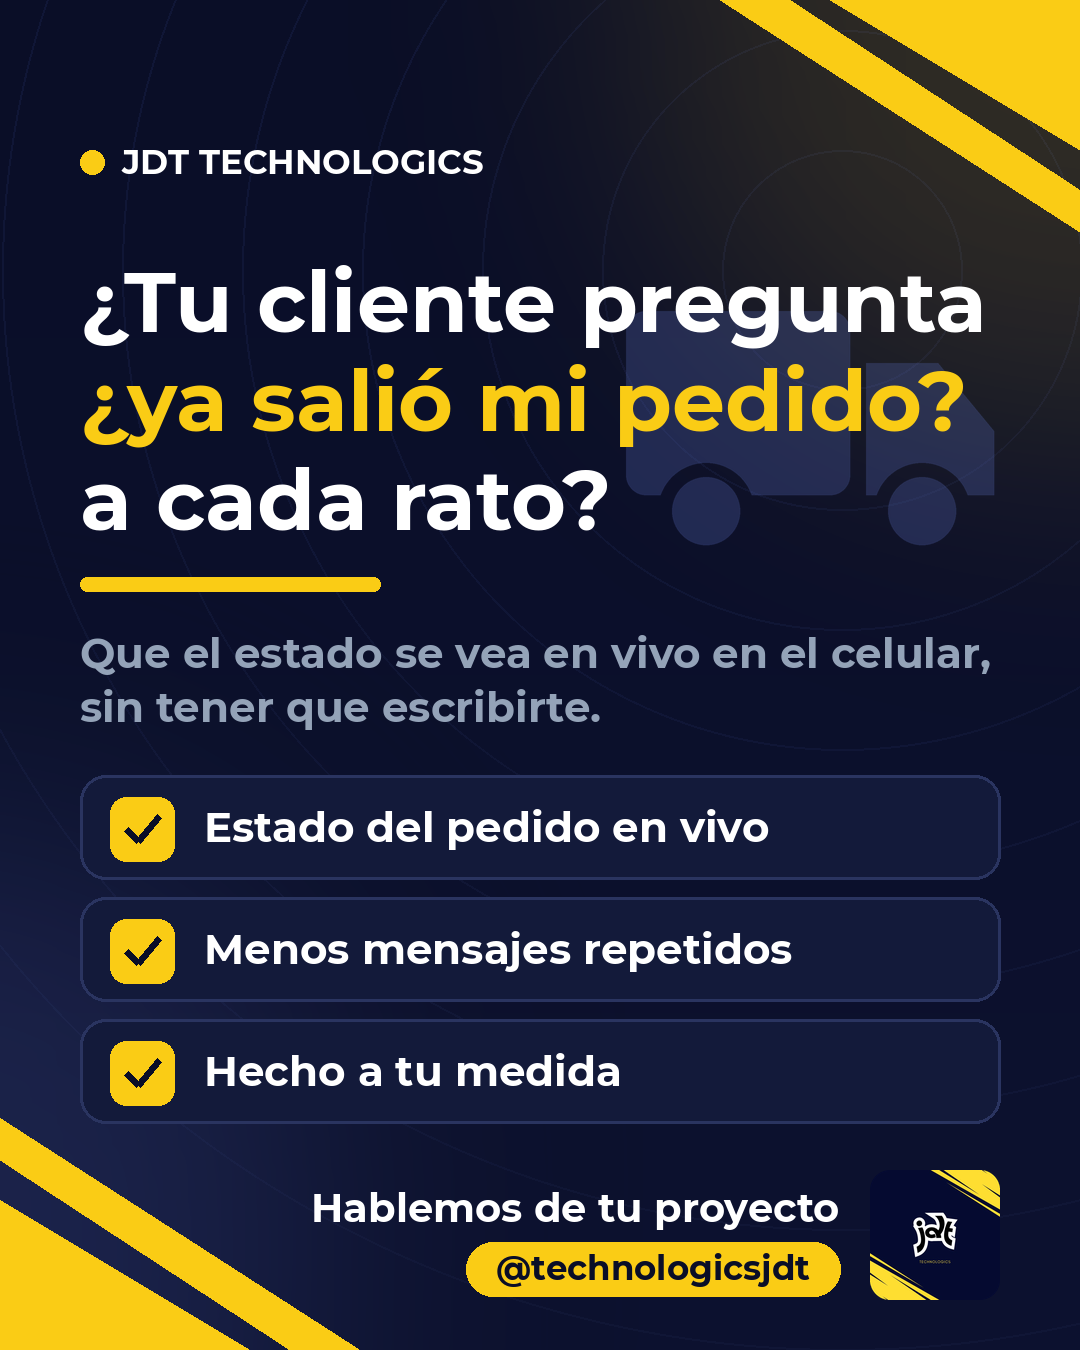 JDT TECHNOLOGICS
¿Tu cliente pregunta
¿ya salió mi pedido?
a cada rato?
Que el estado se vea en vivo en el celular,
sin tener que escribirte.
Estado del pedido en vivo
Menos mensajes repetidos
Hecho a tu medida
Hablemos de tu proyecto
@technologicsjdt
jdt
TECHNOLOGICS